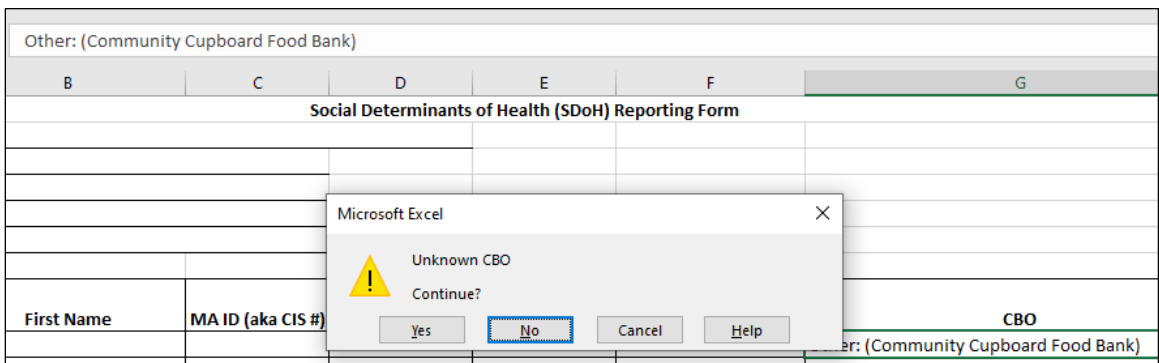 Other: (Community Cupboard Food Bank)
B C D E F G
Social Determinants of Health (SDoH) Reporting Form
Microsoft Excel
Unknown CBO
Continue?
Yes No Cancel Help
First Name MA ID (aka CIS #) CBO
er: (Community Cupboard Food Bank)